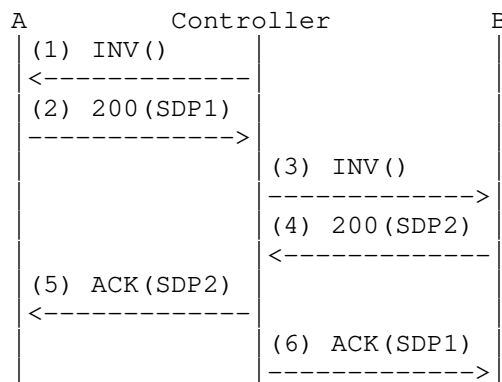 A Controller B
(1) INV()
(2) 200(SDP1)
(3) INV()
(4) 200(SDP2)
(5) ACK(SDP2)
(6) ACK(SDP1)